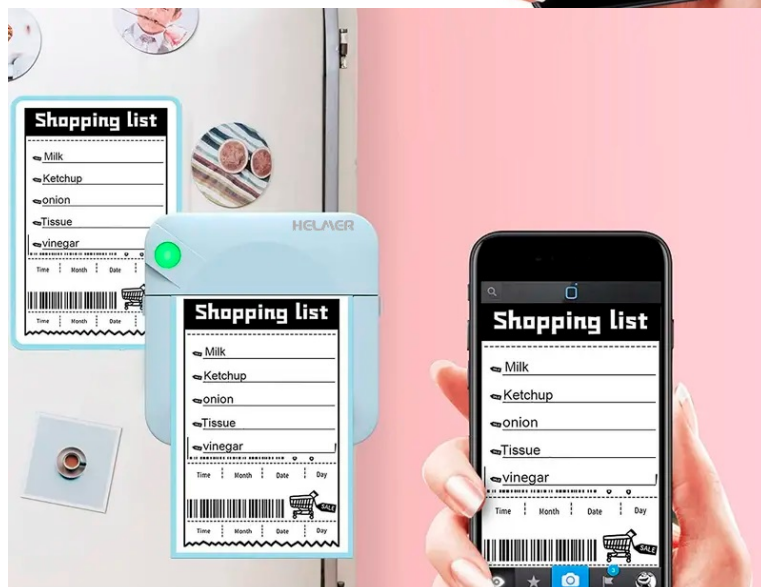 Shopping list
Milk
Ketchup
onion
Tissue
vinegar
Time Month Date
Time Month Date
HELMER
Shopping list
Milk
Ketchup
onion
Tissue
vinegar
Time Month Date Day
SALE
Time Month Date Day
Shopping list
Milk
Ketchup
onion
Tissue
vinegar
Time Month Date Day
SALE
3